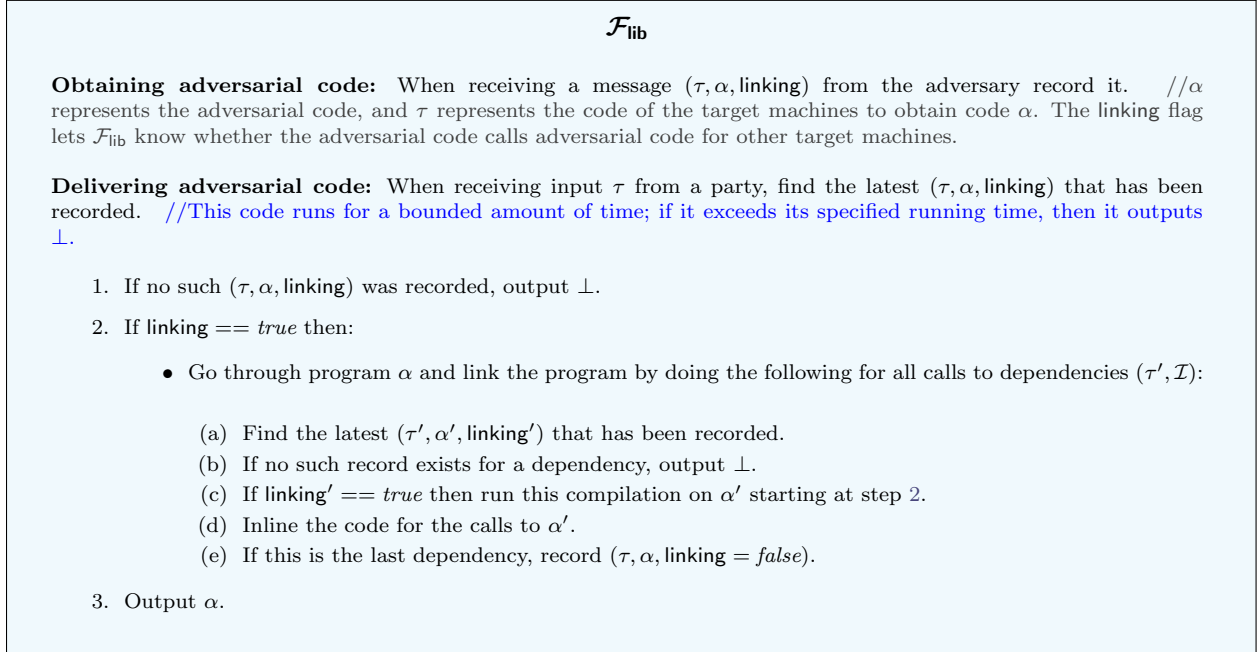 𝓕lib
Obtaining adversarial code: When receiving a message (τ, α, linking) from the adversary record it. //α
represents the adversarial code, and τ represents the code of the target machines to obtain code α. The linking flag
lets 𝓕lib know whether the adversarial code calls adversarial code for other target machines.
Delivering adversarial code: When receiving input τ from a party, find the latest (τ, α, linking) that has been
recorded. //This code runs for a bounded amount of time; if it exceeds its specified running time, then it outputs
⊥.
1. If no such (τ, α, linking) was recorded, output ⊥.
2. If linking == true then:
• Go through program α and link the program by doing the following for all calls to dependencies (τ′, 𝓘):
(a) Find the latest (τ′, α′, linking′) that has been recorded.
(b) If no such record exists for a dependency, output ⊥.
(c) If linking′ == true then run this compilation on α′ starting at step 2.
(d) Inline the code for the calls to α′.
(e) If this is the last dependency, record (τ, α, linking = false).
3. Output α.